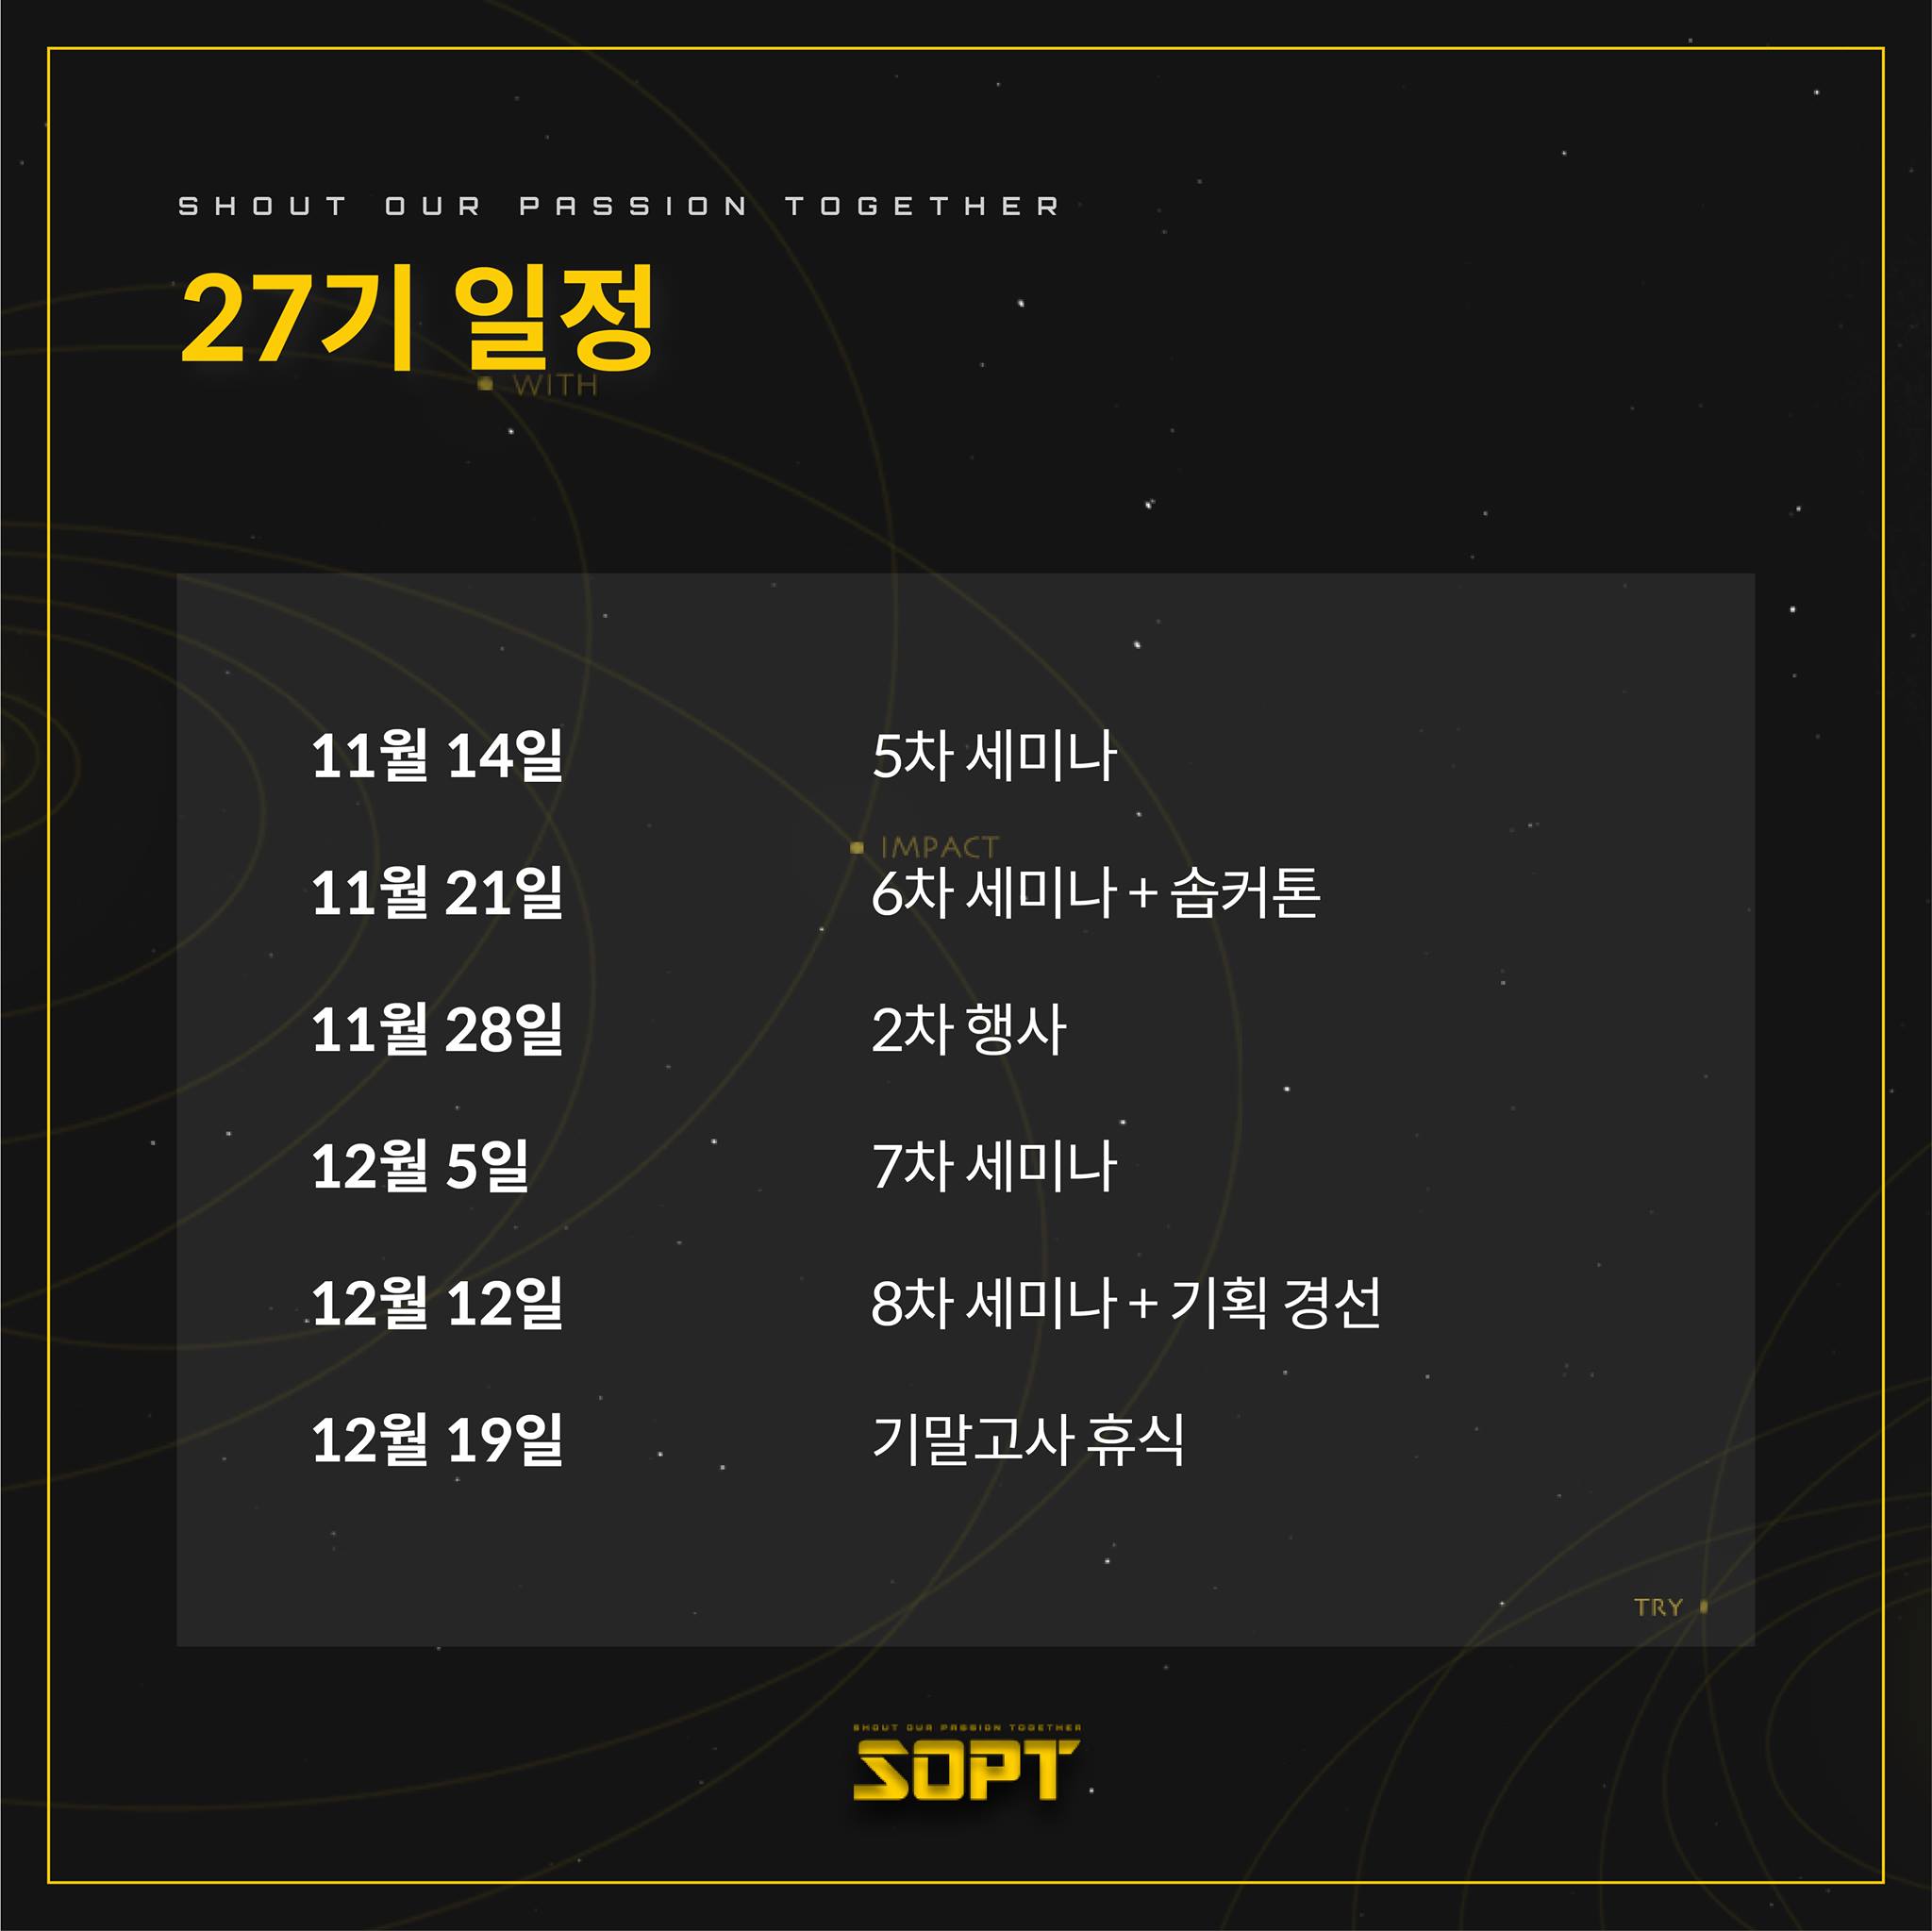 SHOUT OUR PASSION TOGETHER
27기 일정
WITH
11월 14일 5차 세미나
IMPACT
11월 21일 6차 세미나 + 솝커톤
11월 28일 2차 행사
12월 5일 7차 세미나
12월 12일 8차 세미나 + 기획 경선
12월 19일 기말고사 휴식
TRY
SHOUT OUR PASSION TOGETHER
SOPT